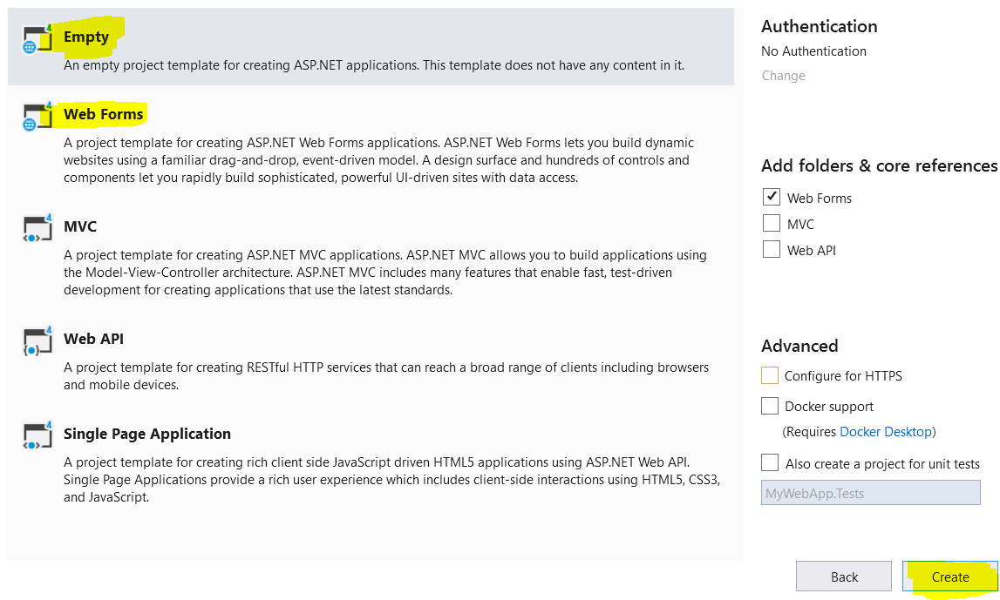 Empty
An empty project template for creating ASP.NET applications. This template does not have any content in it.
Web Forms
A project template for creating ASP.NET Web Forms applications. ASP.NET Web Forms lets you build dynamic
websites using a familiar drag-and-drop, event-driven model. A design surface and hundreds of controls and
components let you rapidly build sophisticated, powerful UI-driven sites with data access.
MVC
A project template for creating ASP.NET MVC applications. ASP.NET MVC allows you to build applications using
the Model-View-Controller architecture. ASP.NET MVC includes many features that enable fast, test-driven
development for creating applications that use the latest standards.
Web API
A project template for creating RESTful HTTP services that can reach a broad range of clients including browsers
and mobile devices.
Single Page Application
A project template for creating rich client side JavaScript driven HTML5 applications using ASP.NET Web API.
Single Page Applications provide a rich user experience which includes client-side interactions using HTML5, CSS3,
and JavaScript.
Authentication
No Authentication
Change
Add folders & core references
Web Forms
MVC
Web API
Advanced
Configure for HTTPS
Docker support
(Requires Docker Desktop)
Also create a project for unit tests
MyWebApp.Tests
Back
Create